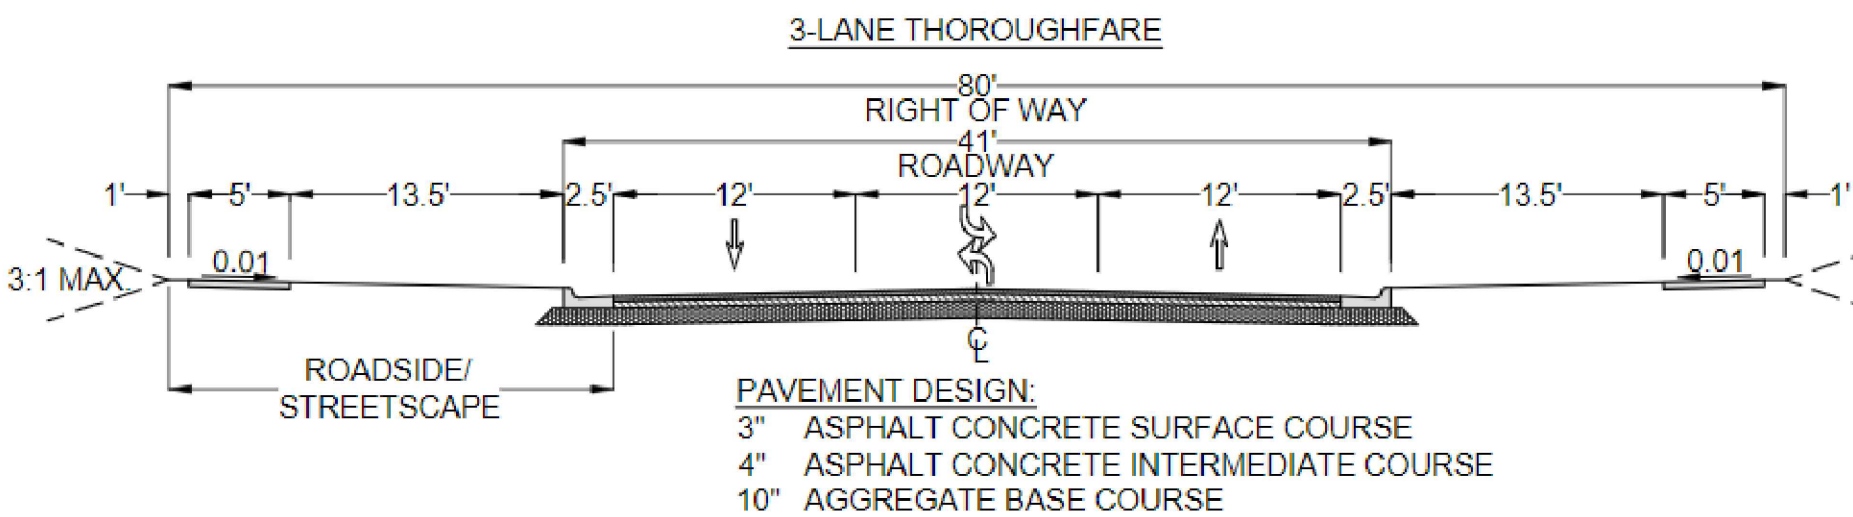 3-LANE THOROUGHFARE
80'
RIGHT OF WAY
41'
ROADWAY
1' 5' 13.5' 2.5' 12' 12' 12' 2.5' 13.5' 5' 1'
0.01 0.01
3:1 MAX.
CL
ROADSIDE/
STREETSCAPE
PAVEMENT DESIGN:
3" ASPHALT CONCRETE SURFACE COURSE
4" ASPHALT CONCRETE INTERMEDIATE COURSE
10" AGGREGATE BASE COURSE